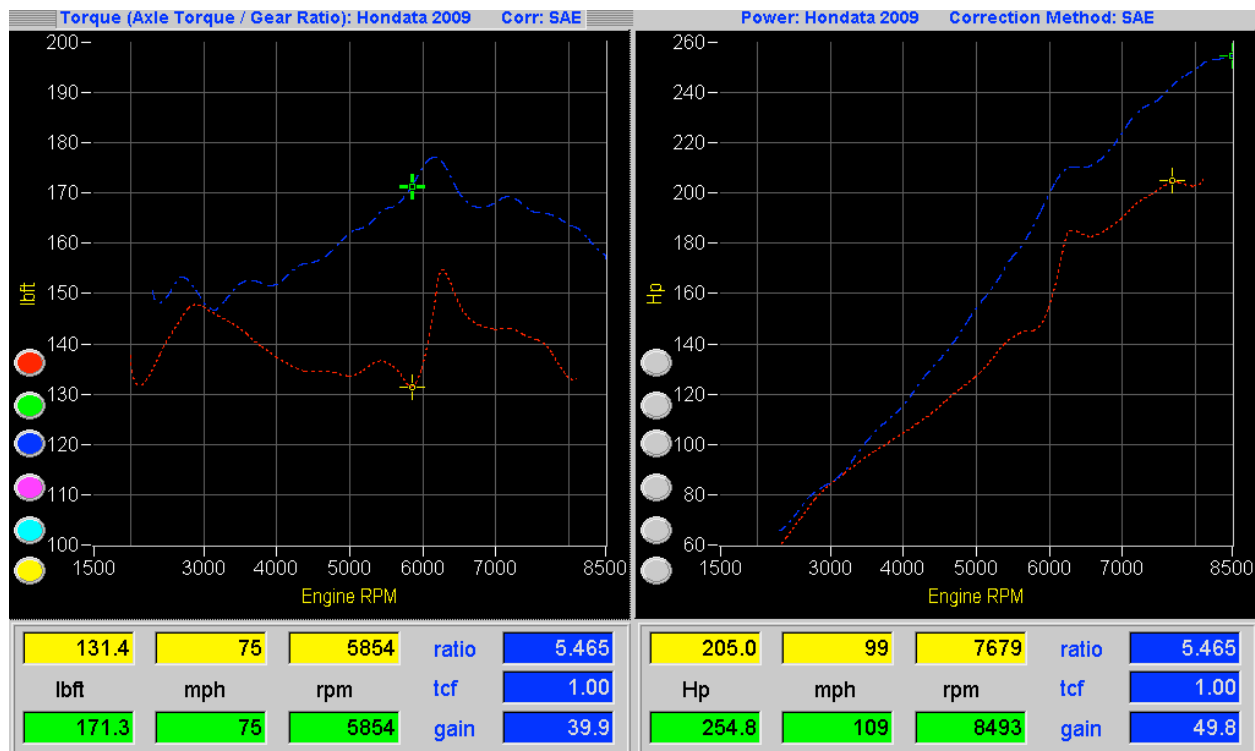 Torque (Axle Torque / Gear Ratio): Hondata 2009 Corr: SAE
200
190
180
170
160
150
140
130
120
110
100
lbft
1500 3000 4000 5000 6000 7000 8500
Engine RPM
131.4 75 5854 ratio 5.465
lbft mph rpm tcf 1.00
171.3 75 5854 gain 39.9
Power: Hondata 2009 Correction Method: SAE
260
240
220
200
180
160
140
120
100
80
60
Hp
1500 3000 4000 5000 6000 7000 8500
Engine RPM
205.0 99 7679 ratio 5.465
Hp mph rpm tcf 1.00
254.8 109 8493 gain 49.8